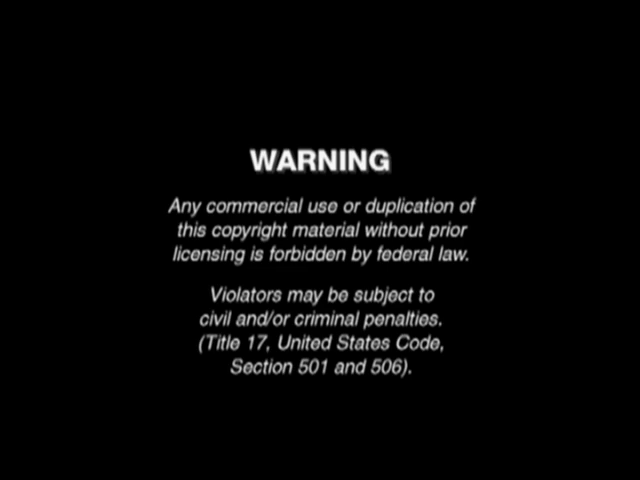 WARNING
Any commercial use or duplication of
this copyright material without prior
licensing is forbidden by federal law.
Violators may be subject to
civil and/or criminal penalties.
(Title 17, United States Code,
Section 501 and 506).